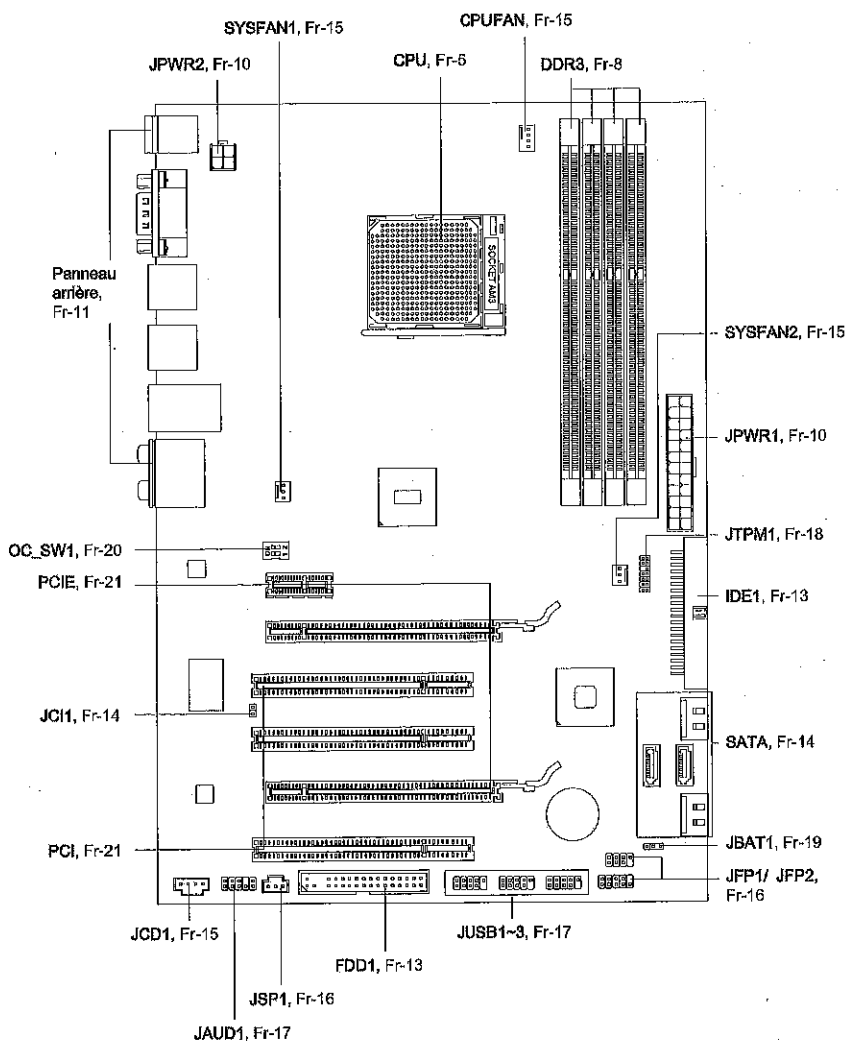 CPUFAN, Fr-15
SYSFAN1, Fr-15
CPU, Fr-5
DDR3, Fr-8
JPWR2, Fr-10
SOCKET AM3
Panneau
arrière,
Fr-11
SYSFAN2, Fr-15
JPWR1, Fr-10
JTPM1, Fr-18
OC_SW1, Fr-20
PCIE, Fr-21
IDE1, Fr-13
JCI1, Fr-14
SATA, Fr-14
PCI, Fr-21
JBAT1, Fr-19
JFP1/ JFP2,
Fr-16
JCD1, Fr-15
JUSB1~3, Fr-17
FDD1, Fr-13
JSP1, Fr-16
JAUD1, Fr-17